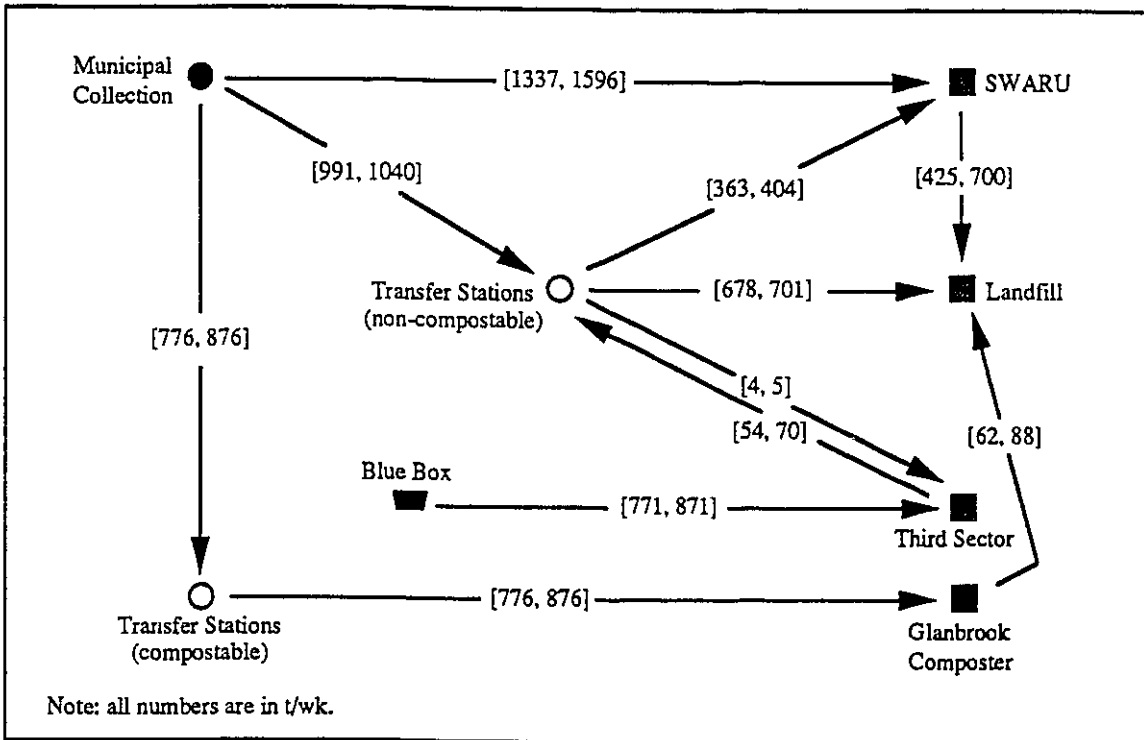 Municipal
Collection
[1337, 1596]
SWARU
[991, 1040]
[363, 404]
[425, 700]
Transfer Stations
(non-compostable)
[678, 701]
Landfill
[776, 876]
[4, 5]
[54, 70]
[62, 88]
Blue Box
[771, 871]
Third Sector
[776, 876]
Transfer Stations
(compostable)
Glanbrook
Composter
Note: all numbers are in t/wk.